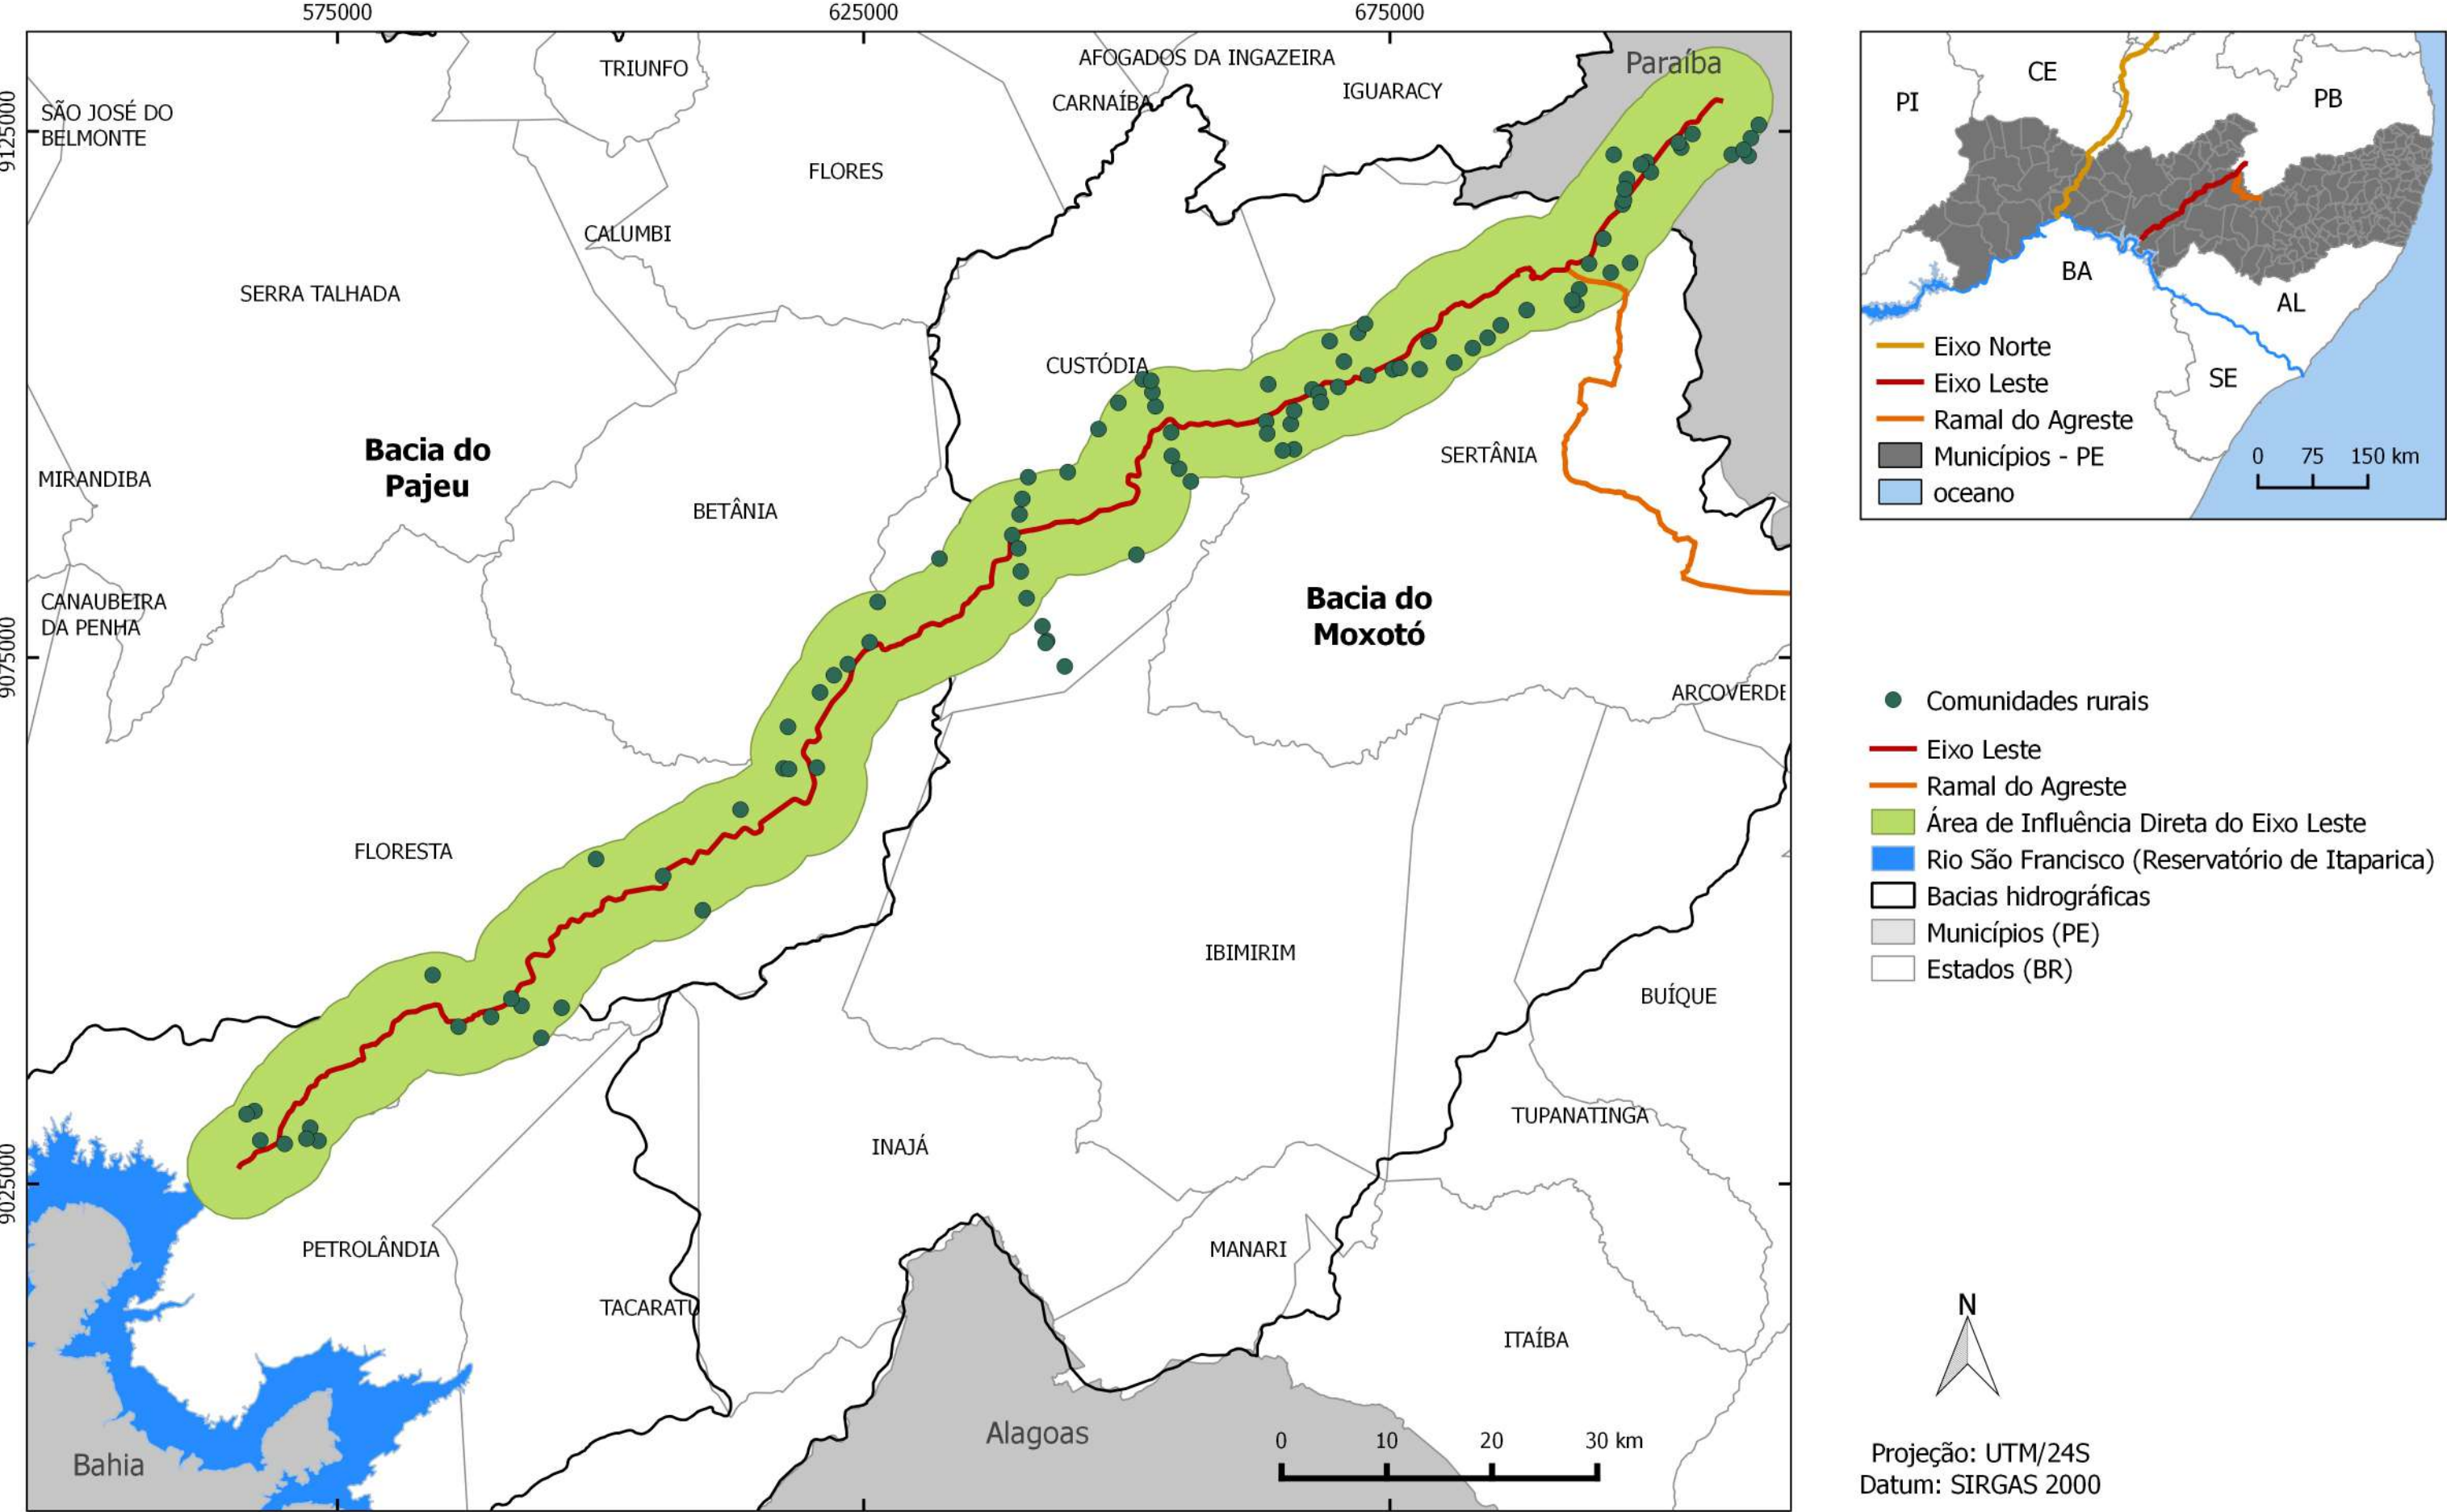 575000
625000
675000
9125000
9075000
9025000
SÃO JOSÉ DO
BELMONTE
TRIUNFO
AFOGADOS DA INGAZEIRA
CARNAÍBA
IGUARACY
Paraíba
FLORES
CALUMBI
SERRA TALHADA
CUSTÓDIA
Bacia do
Pajeu
MIRANDIBA
BETÂNIA
SERTÂNIA
CANAUBEIRA
DA PENHA
Bacia do
Moxotó
ARCOVERDE
FLORESTA
IBIMIRIM
BUÍQUE
TUPANATINGA
INAJÁ
PETROLÂNDIA
MANARI
TACARATU
ITAÍBA
Alagoas
Bahia
0 10 20 30 km
PI
CE
PB
BA
AL
SE
Eixo Norte
Eixo Leste
Ramal do Agreste
Municípios - PE
oceano
0 75 150 km
Comunidades rurais
Eixo Leste
Ramal do Agreste
Área de Influência Direta do Eixo Leste
Rio São Francisco (Reservatório de Itaparica)
Bacias hidrográficas
Municípios (PE)
Estados (BR)
N
Projeção: UTM/24S
Datum: SIRGAS 2000